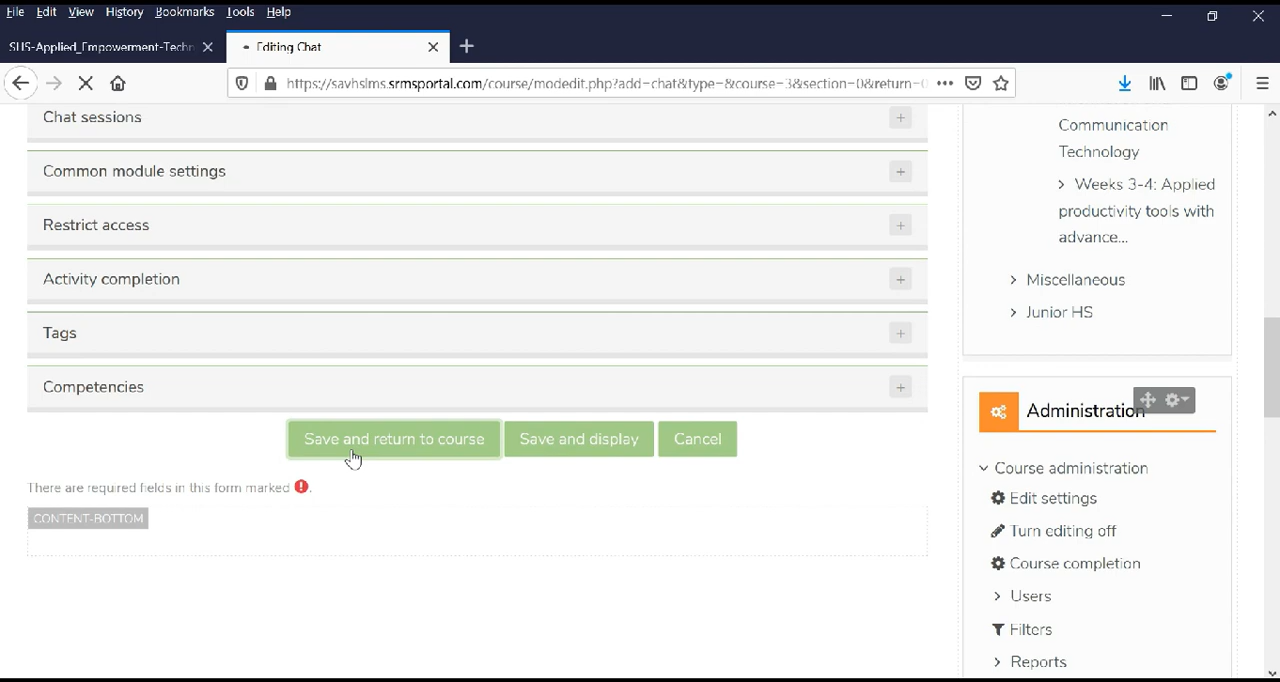 File Edit View History Bookmarks Tools Help
SHS-Applied_Empowerment-Techn
Editing Chat
https://savhslms.srmsportal.com/course/modedit.php?add=chat&type=&course=3&section=0&return=0
Chat sessions
Common module settings
Restrict access
Activity completion
Tags
Competencies
Save and return to course
Save and display
Cancel
There are required fields in this form marked
CONTENT-BOTTOM
Communication
Technology
Weeks 3-4: Applied
productivity tools with
advance...
Miscellaneous
Junior HS
Administration
Course administration
Edit settings
Turn editing off
Course completion
Users
Filters
Reports